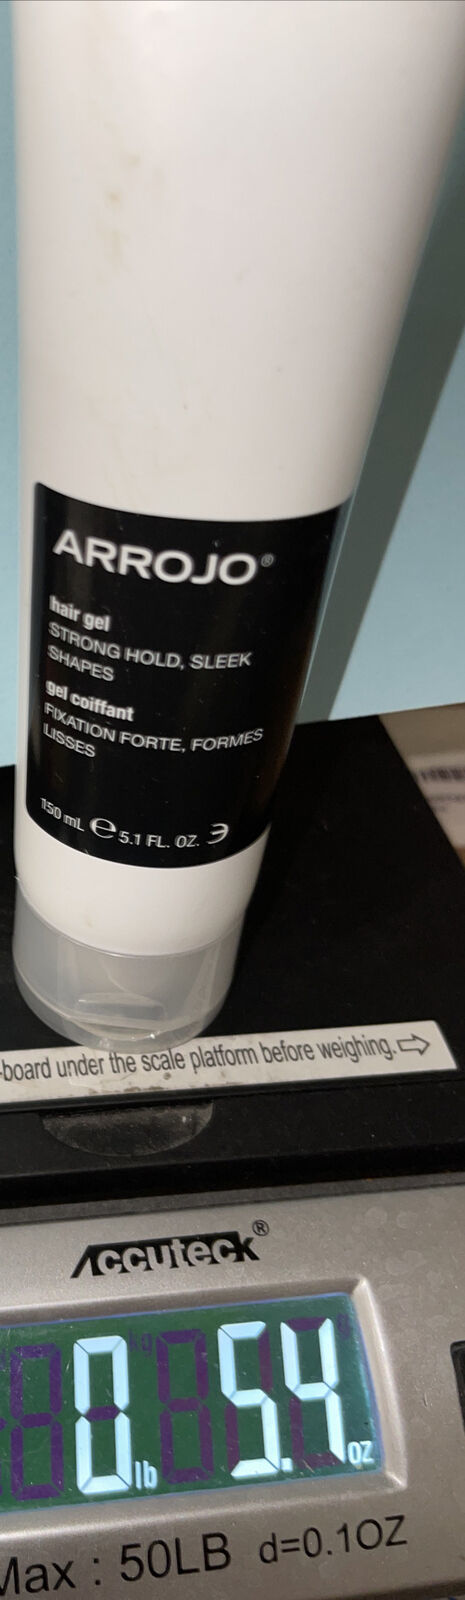 ARROJO®
hair gel
STRONG HOLD, SLEEK
SHAPES
gel coiffant
FIXATION FORTE, FORMES
LISSES
150 mL ℮ 5.1 FL. OZ. Э
-board under the scale platform before weighing.⇨
Accuteck®
0 lb 5.4 oz
Max : 50LB d=0.1OZ